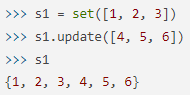 >>> s1 = set([1, 2, 3])
>>> s1.update([4, 5, 6])
>>> s1
{1, 2, 3, 4, 5, 6}